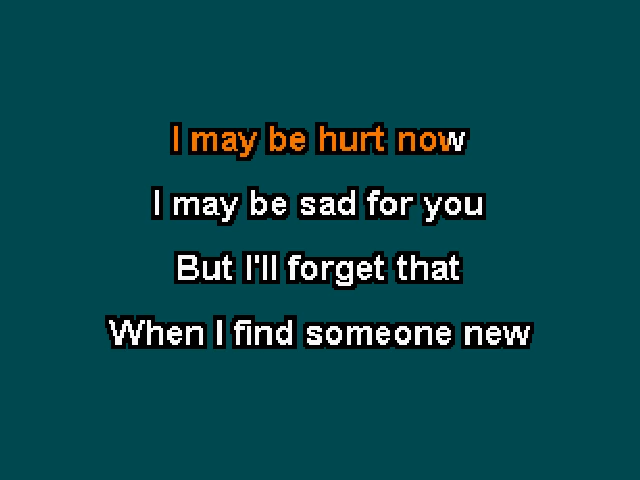 I may be hurt now
I may be sad for you
But I'll forget that
When I find someone new